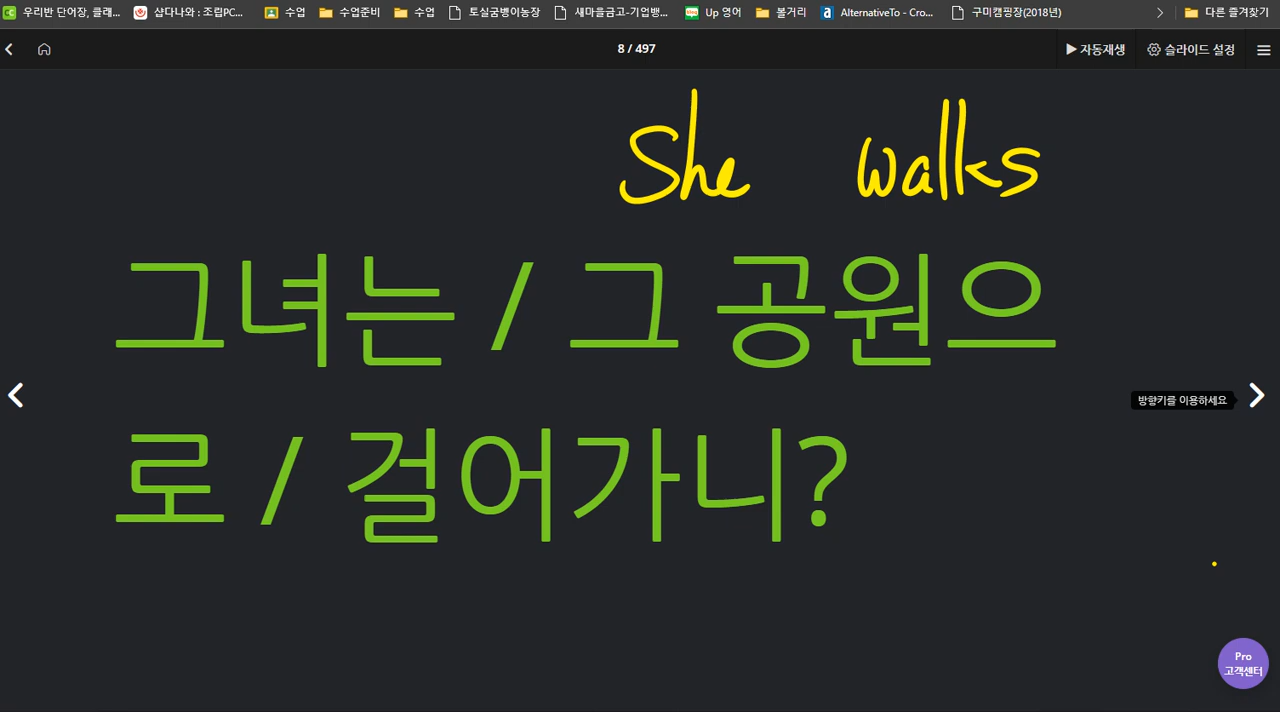 우리반 단어장, 클래... 샵다나와 : 조립PC... 수업 수업준비 수업 토실굼벵이농장 새마을금고-기업뱅... Up 영어 볼거리 AlternativeTo - Cro... 구미캠핑장(2018년) 다른 즐겨찾기
8 / 497 자동재생 슬라이드 설정
She walks
그녀는 / 그 공원으
로 / 걸어가니?
방향키를 이용하세요
Pro
고객센터